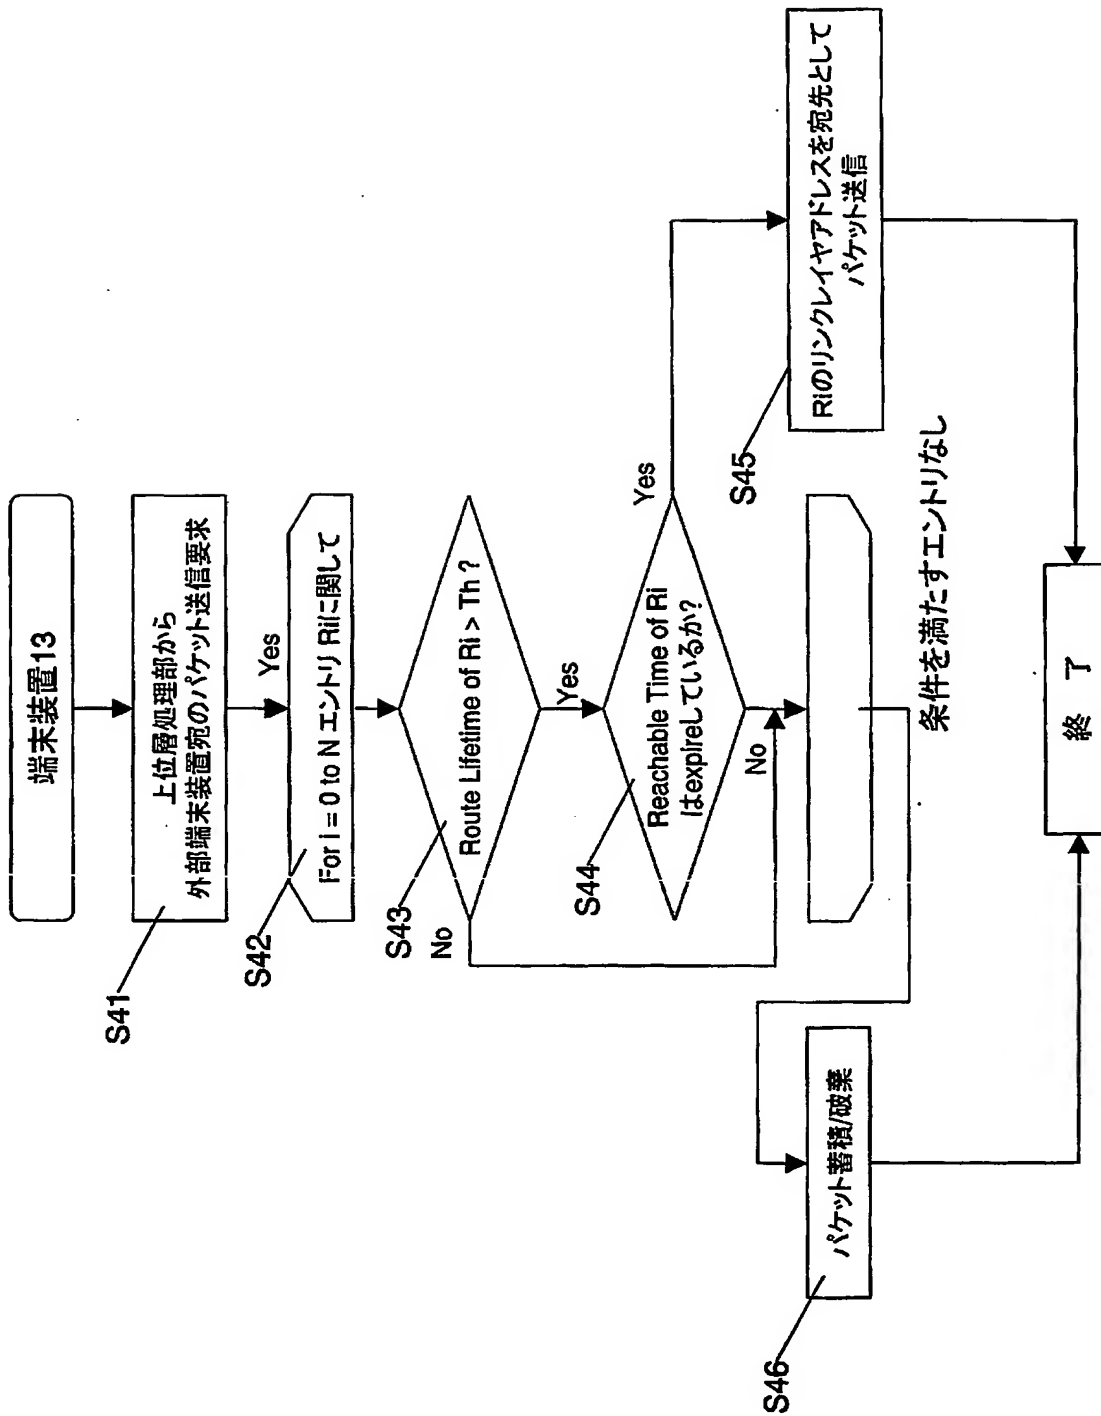 端末装置13
S41
上位層処理部から
外部端末装置宛のパケット送信要求
Yes
S42
For i = 0 to N エントリ Riに関して
S43
Route Lifetime of Ri > Th ?
No
Yes
S44
Reachable Time of Ri
はexpireしているか?
Yes
No
S45
Riのリンクレイヤアドレスを宛先として
パケット送信
条件を満たすエントリなし
S46
パケット蓄積/破棄
終 了